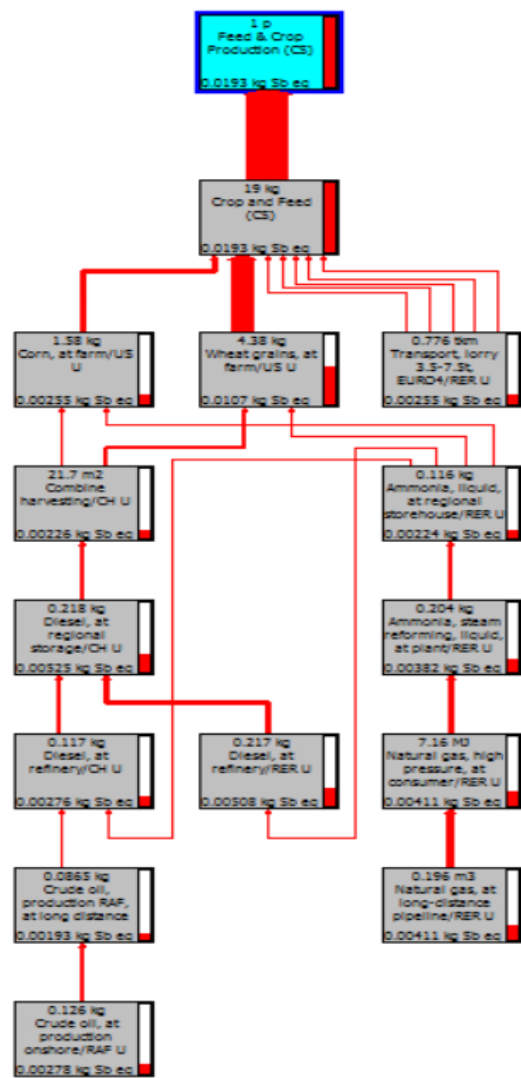 1 p
Feed & Crop
Production (CS)
0.0193 kg Sb eq
19 kg
Crop and Feed
(CS)
0.0193 kg Sb eq
1.58 kg
Corn, at farm/US
U
0.00255 kg Sb eq
4.38 kg
Wheat grains, at
farm/US U
0.0107 kg Sb eq
0.776 tkm
Transport, lorry
3.5-7.5t,
EURO4/RER U
0.00255 kg Sb eq
21.7 m2
Combine
harvesting/CH U
0.00226 kg Sb eq
0.116 kg
Ammonia, liquid,
at regional
storehouse/RER U
0.00224 kg Sb eq
0.218 kg
Diesel, at
regional
storage/CH U
0.00525 kg Sb eq
0.204 kg
Ammonia, steam
reforming, liquid,
at plant/RER U
0.00382 kg Sb eq
0.117 kg
Diesel, at
refinery/CH U
0.00276 kg Sb eq
0.217 kg
Diesel, at
refinery/RER U
0.00508 kg Sb eq
7.16 MJ
Natural gas, high
pressure, at
consumer/RER U
0.00411 kg Sb eq
0.0865 kg
Crude oil,
production RAF,
at long distance
0.00193 kg Sb eq
0.196 m3
Natural gas, at
long-distance
pipeline/RER U
0.00411 kg Sb eq
0.126 kg
Crude oil, at
production
onshore/RAF U
0.00278 kg Sb eq